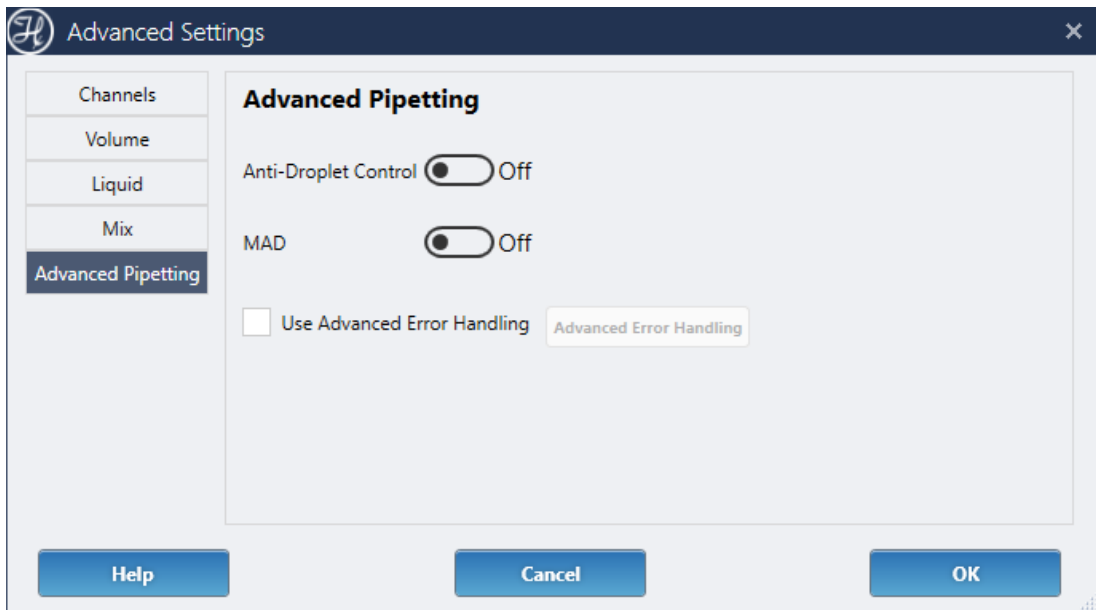 Advanced Settings
Channels
Volume
Liquid
Mix
Advanced Pipetting
Advanced Pipetting
Anti-Droplet Control Off
MAD Off
Use Advanced Error Handling Advanced Error Handling
Help Cancel OK